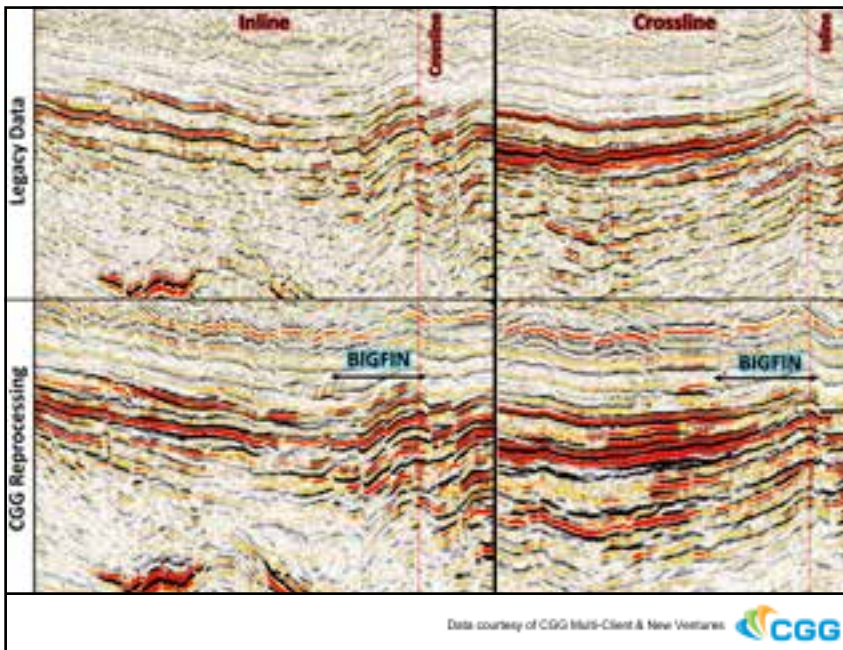 Inline
Crossline
Crossline
Inline
Legacy Data
BIGFIN
BIGFIN
CGG Reprocessing
Data courtesy of CGG Multi-Client & New Ventures
CGG